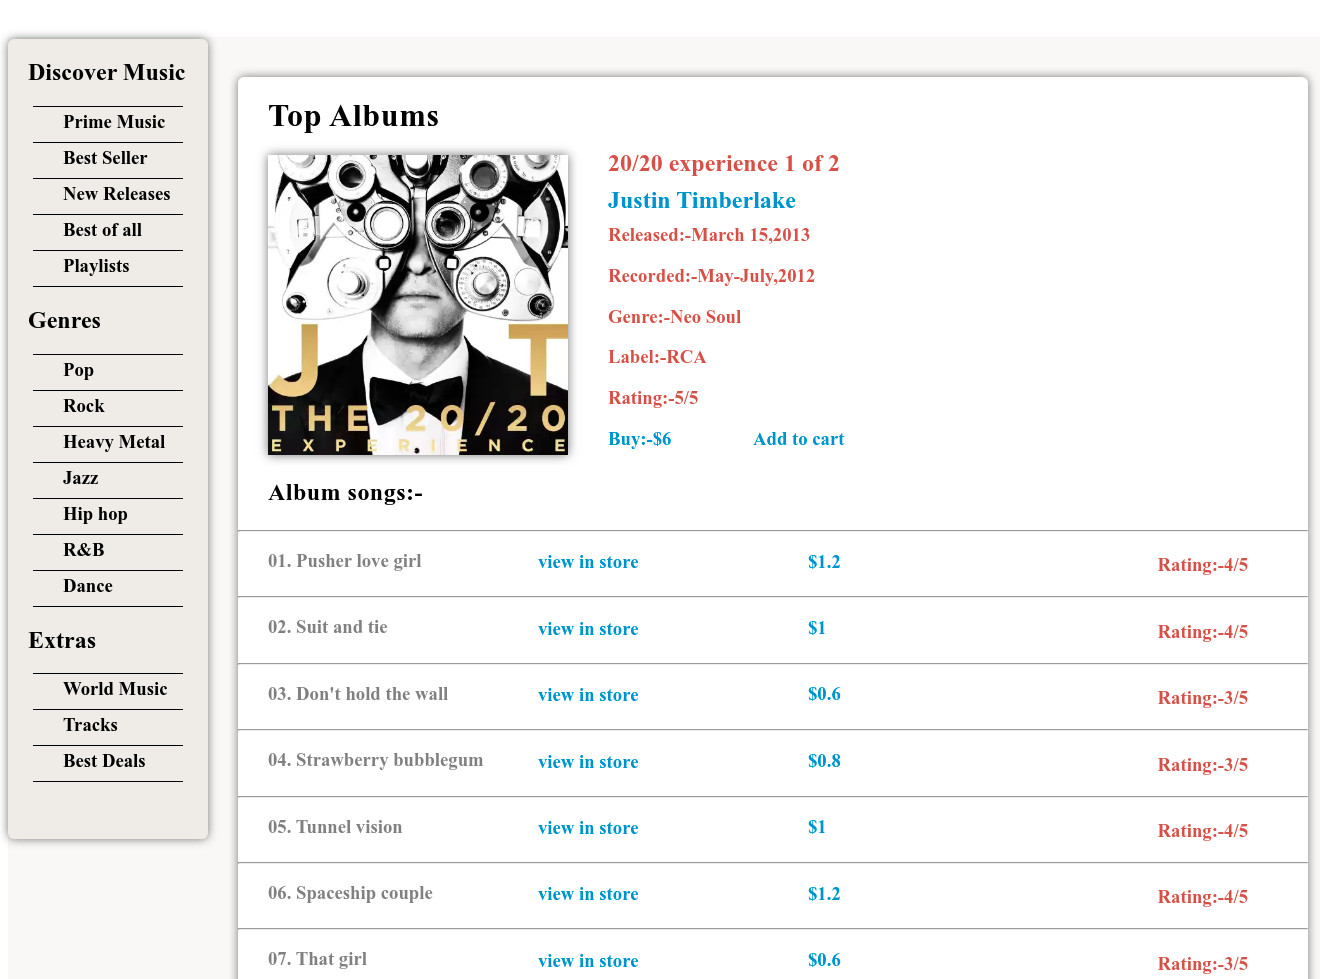 Discover Music
Prime Music
Best Seller
New Releases
Best of all
Playlists
Genres
Pop
Rock
Heavy Metal
Jazz
Hip hop
R&B
Dance
Extras
World Music
Tracks
Best Deals
Top Albums
J T
THE 20/20
EXPERIENCE
20/20 experience 1 of 2
Justin Timberlake
Released:-March 15,2013
Recorded:-May-July,2012
Genre:-Neo Soul
Label:-RCA
Rating:-5/5
Buy:-$6 Add to cart
Album songs:-
01. Pusher love girl view in store $1.2 Rating:-4/5
02. Suit and tie view in store $1 Rating:-4/5
03. Don't hold the wall view in store $0.6 Rating:-3/5
04. Strawberry bubblegum view in store $0.8 Rating:-3/5
05. Tunnel vision view in store $1 Rating:-4/5
06. Spaceship couple view in store $1.2 Rating:-4/5
07. That girl view in store $0.6 Rating:-3/5